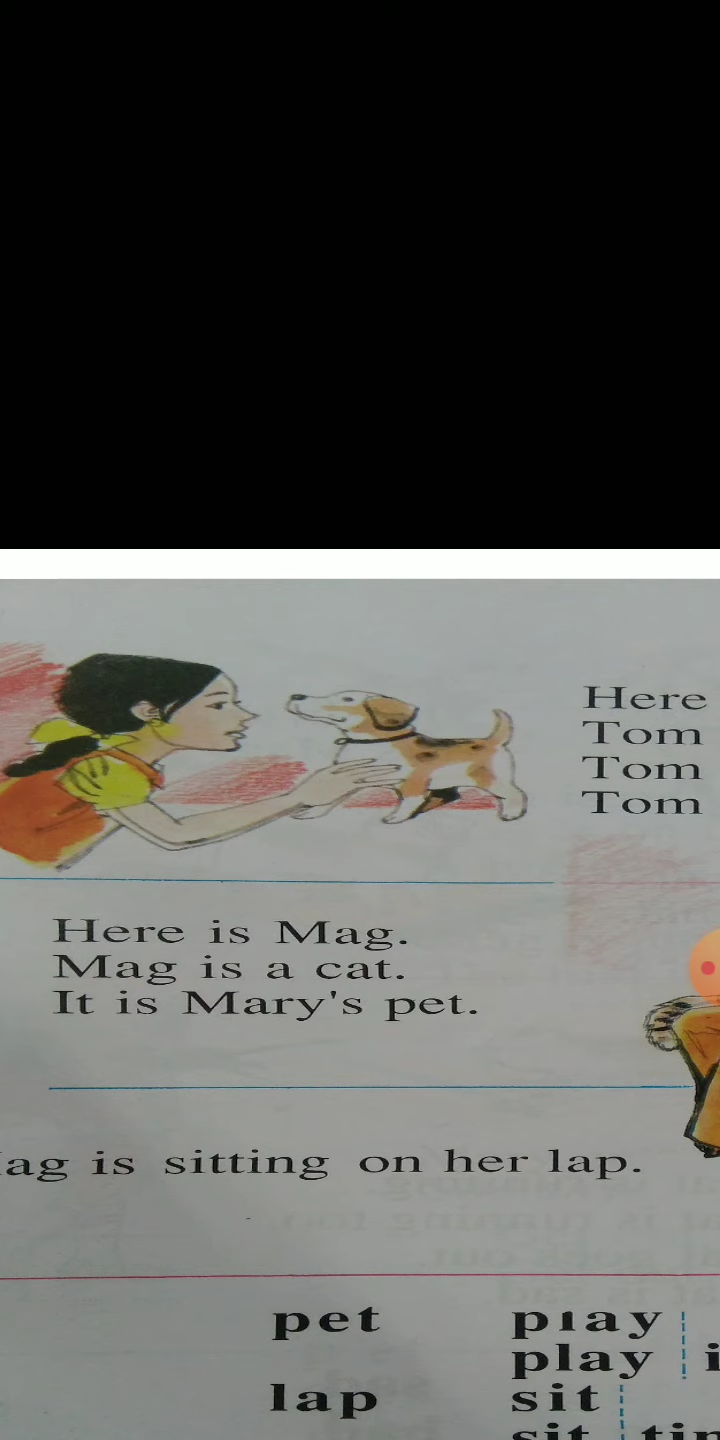 Here
Tom
Tom
Tom
Here is Mag.
Mag is a cat.
It is Mary's pet.
is sitting on her lap.
pet play
play
lap sit